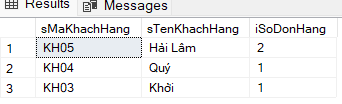 Results Messages
sMaKhachHang sTenKhachHang iSoDonHang
1 KH05 Hải Lâm 2
2 KH04 Quý 1
3 KH03 Khởi 1